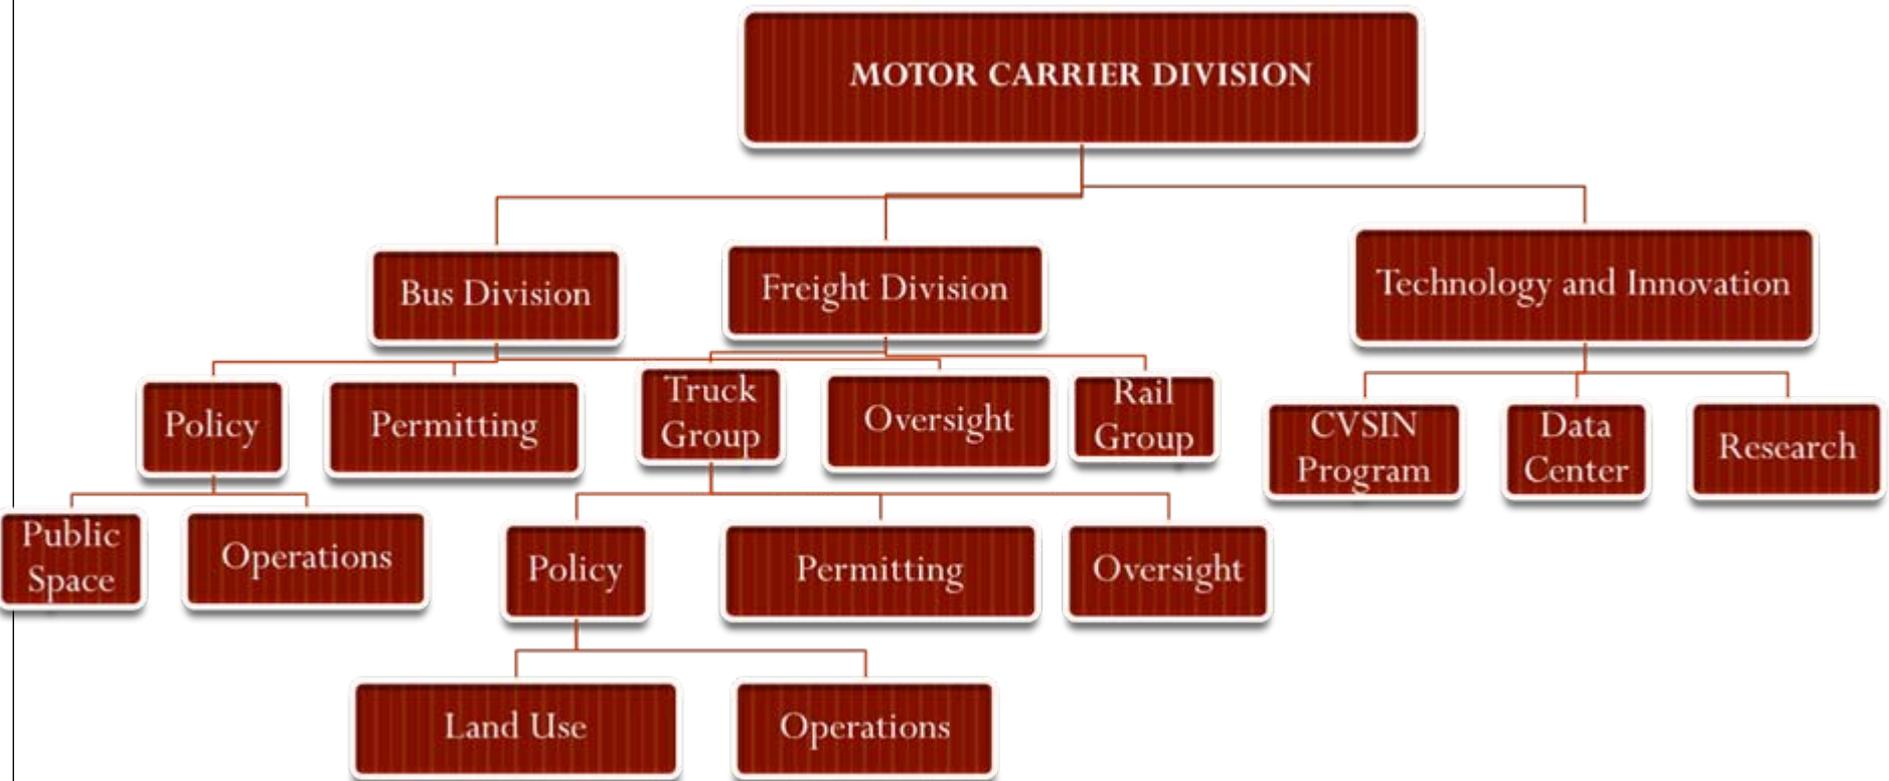 MOTOR CARRIER DIVISION
Bus Division
Freight Division
Technology and Innovation
Policy
Permitting
Truck
Group
Oversight
Rail
Group
CVSIN
Program
Data
Center
Research
Public
Space
Operations
Policy
Permitting
Oversight
Land Use
Operations